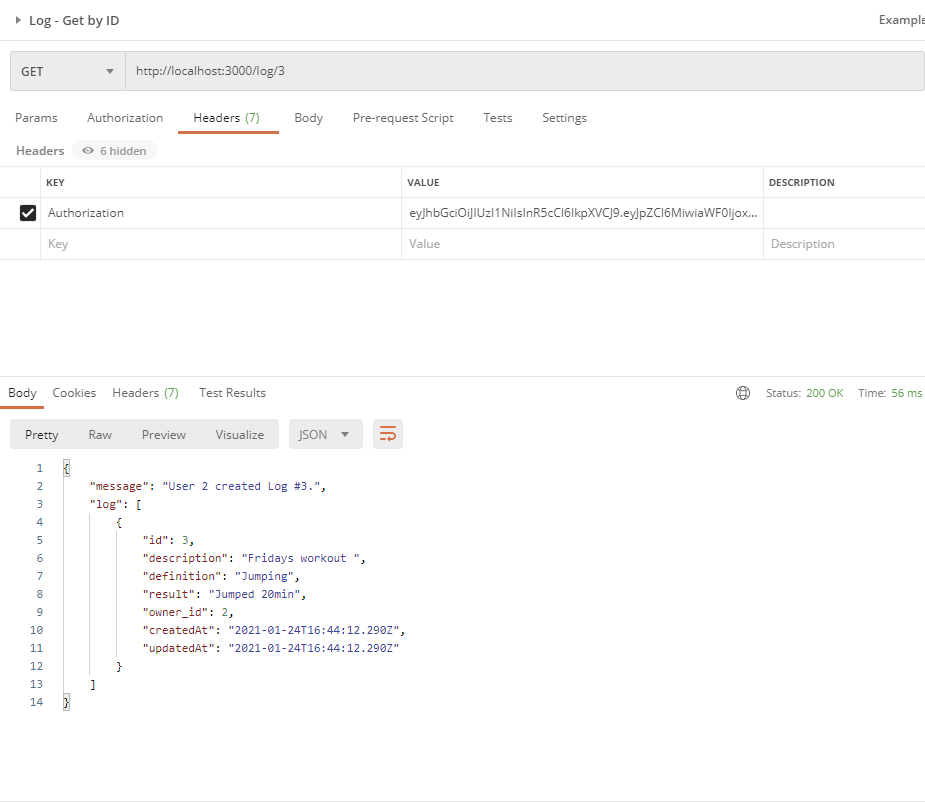 Log - Get by ID
Example
GET
http://localhost:3000/log/3
Params Authorization Headers (7) Body Pre-request Script Tests Settings
Headers 6 hidden
KEY VALUE DESCRIPTION
Authorization eyJhbGciOiJIUzI1NiIsInR5cCI6IkpXVCJ9.eyJpZCI6MiwiaWF0Ijox...
Key Value Description
Body Cookies Headers (7) Test Results Status: 200 OK Time: 56 ms
Pretty Raw Preview Visualize JSON
1 {
2 "message": "User 2 created Log #3.",
3 "log": [
4 {
5 "id": 3,
6 "description": "Fridays workout ",
7 "definition": "Jumping",
8 "result": "Jumped 20min",
9 "owner_id": 2,
10 "createdAt": "2021-01-24T16:44:12.290Z",
11 "updatedAt": "2021-01-24T16:44:12.290Z"
12 }
13 ]
14 }